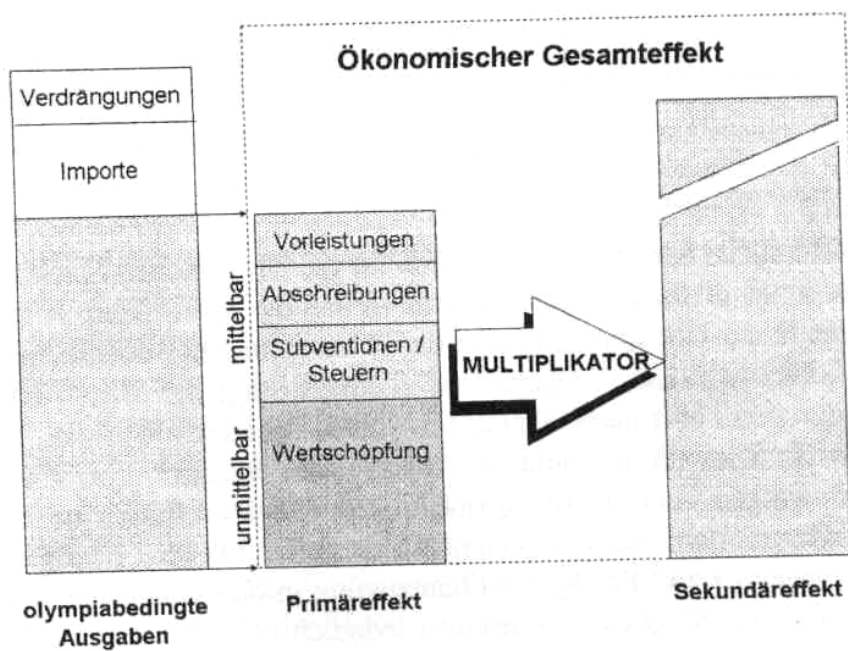 Ökonomischer Gesamteffekt
Verdrängungen
Importe
mittelbar
unmittelbar
Vorleistungen
Abschreibungen
Subventionen /
Steuern
Wertschöpfung
MULTIPLIKATOR
olympiabedingte
Ausgaben
Primäreffekt
Sekundäreffekt